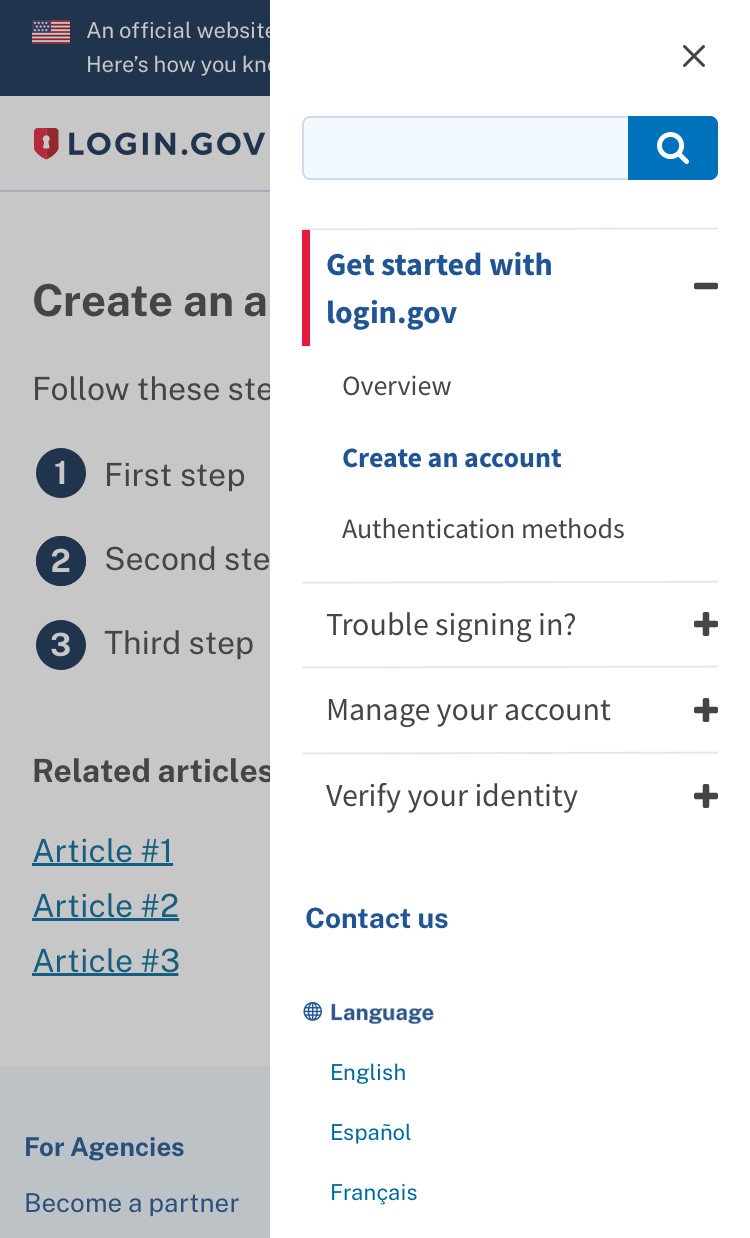 An official website
Here’s how you
LOGIN.GOV
Create an
Follow these
1 First step
2 Second
3 Third step
Related articles
Article #1
Article #2
Article #3
For Agencies
Become a partner
Get started with
login.gov
Overview
Create an account
Authentication methods
Trouble signing in?
Manage your account
Verify your identity
Contact us
Language
English
Español
Français